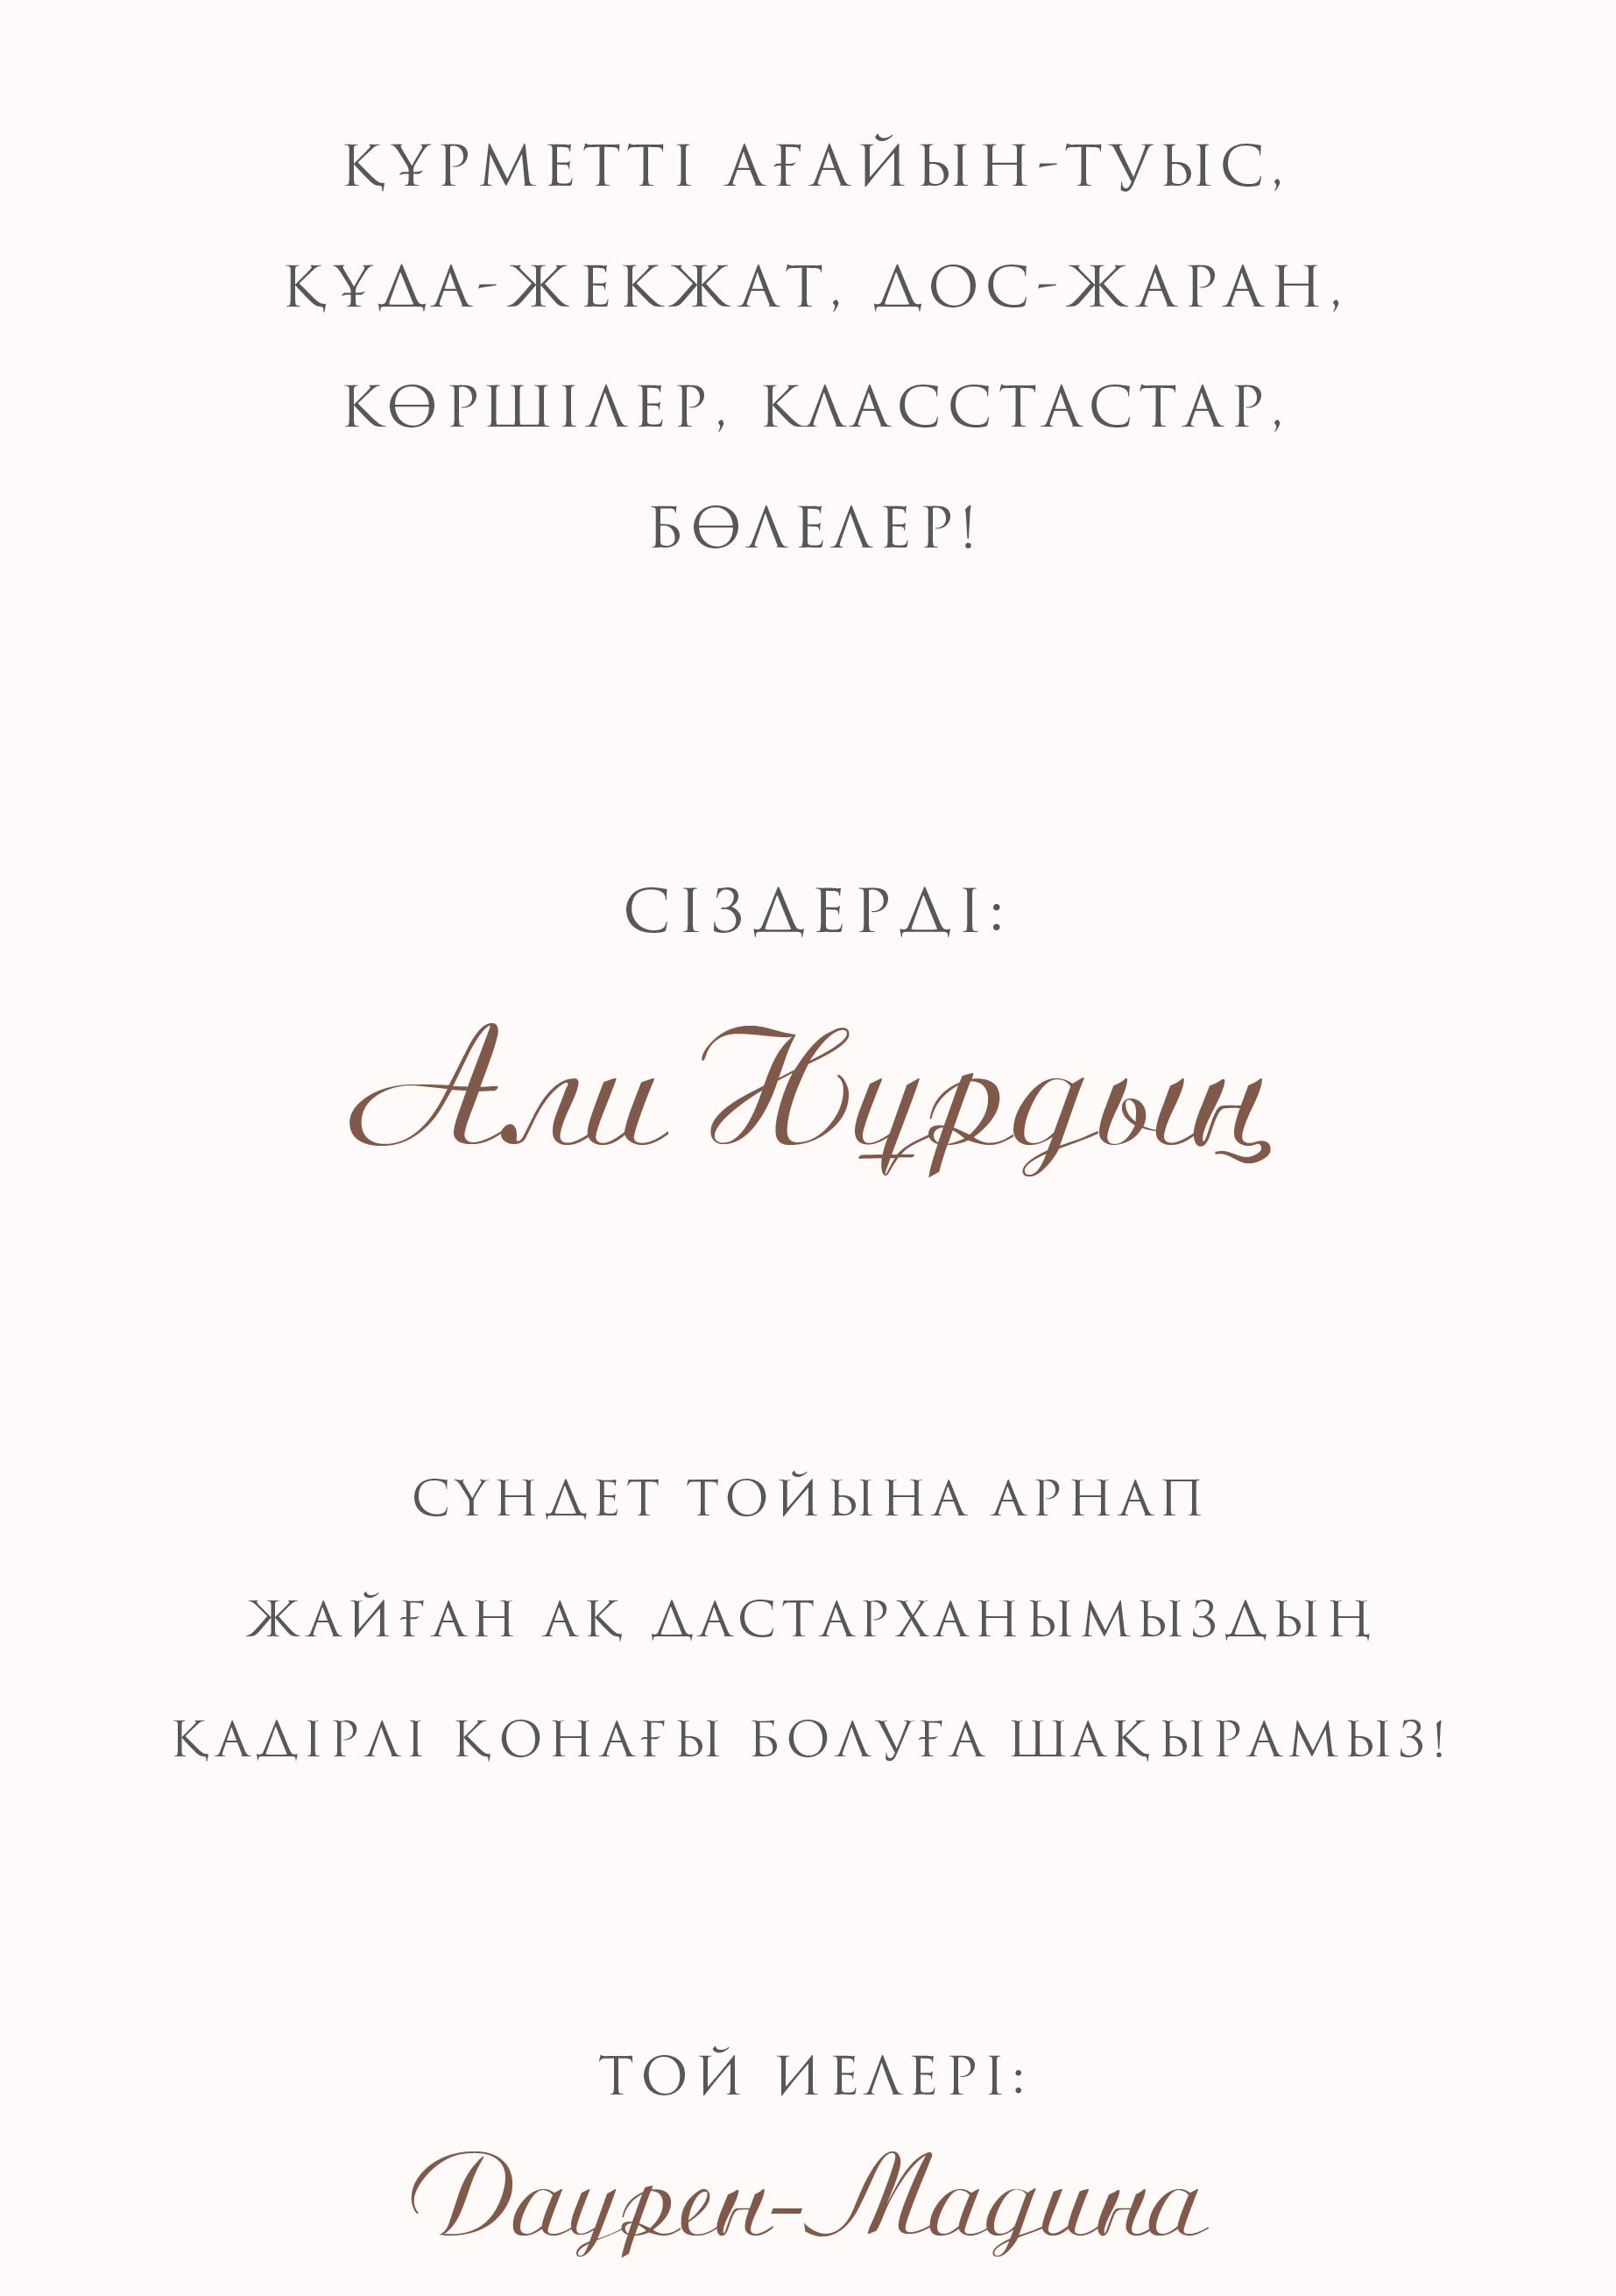 ҚҰРМЕТТІ АҒАЙЫН-ТУЫС,
ҚҰДА-ЖЕКЖАТ, ДОС-ЖАРАН,
КӨРШІЛЕР, КЛАССТАСТАР,
БӨЛЕЛЕР!
СІЗДЕРДІ:
Али Нұрдың
СҮНДЕТ ТОЙЫНА АРНАП
ЖАЙҒАН АҚ ДАСТАРХАНЫМЫЗДЫҢ
ҚАДІРЛІ ҚОНАҒЫ БОЛУҒА ШАҚЫРАМЫЗ!
ТОЙ ИЕЛЕРІ:
Даурен-Мадина